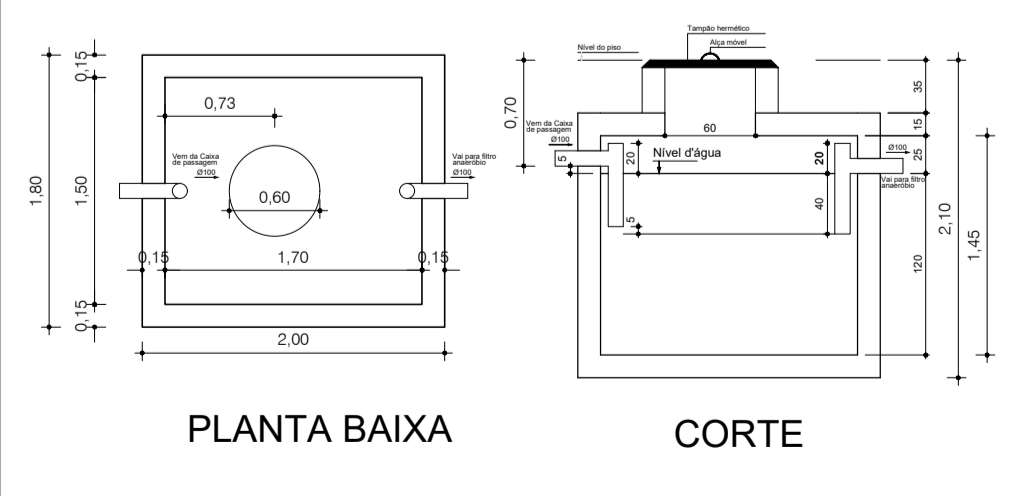 0,15
0,73
1,80
1,50
Vem da Caixa
de passagem
Ø100
Vai para filtro
anaeróbio
Ø100
0,60
0,15
1,70
0,15
0,15
2,00
PLANTA BAIXA
Tampão hermético
Alça móvel
Nível do piso
0,70
Vem da Caixa
de passagem
Ø100
5
60
20
Nível d'água
20
5
40
35
15
25
Ø100
Vai para filtro
anaeróbio
120
2,10
1,45
CORTE